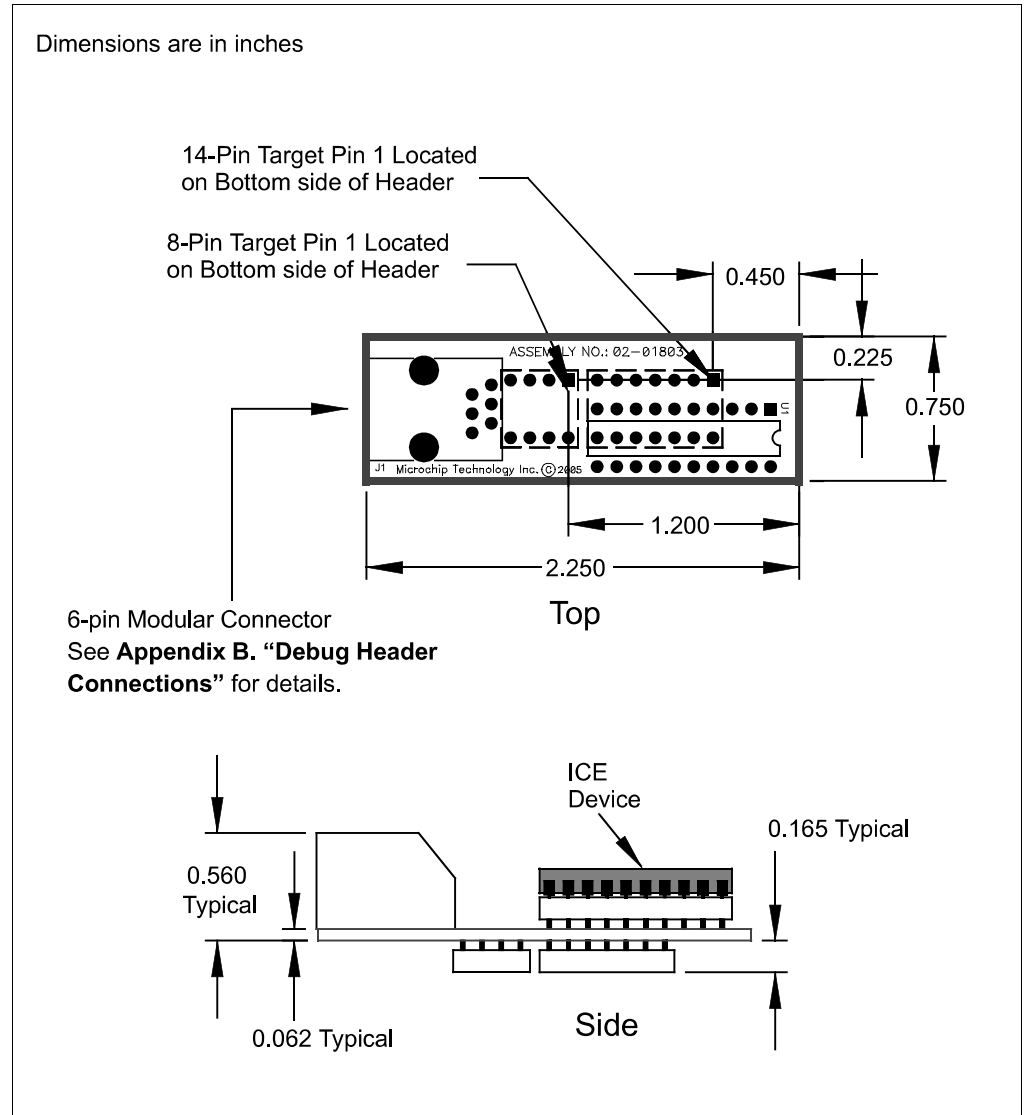 Dimensions are in inches
14-Pin Target Pin 1 Located
on Bottom side of Header
8-Pin Target Pin 1 Located
on Bottom side of Header
0.450
0.225
0.750
ASSEMBLY NO.: 02-01803
U1
J1 Microchip Technology Inc. © 2005
1.200
2.250
Top
6-pin Modular Connector
See Appendix B. “Debug Header
Connections” for details.
ICE
Device
0.165 Typical
0.560
Typical
0.062 Typical
Side